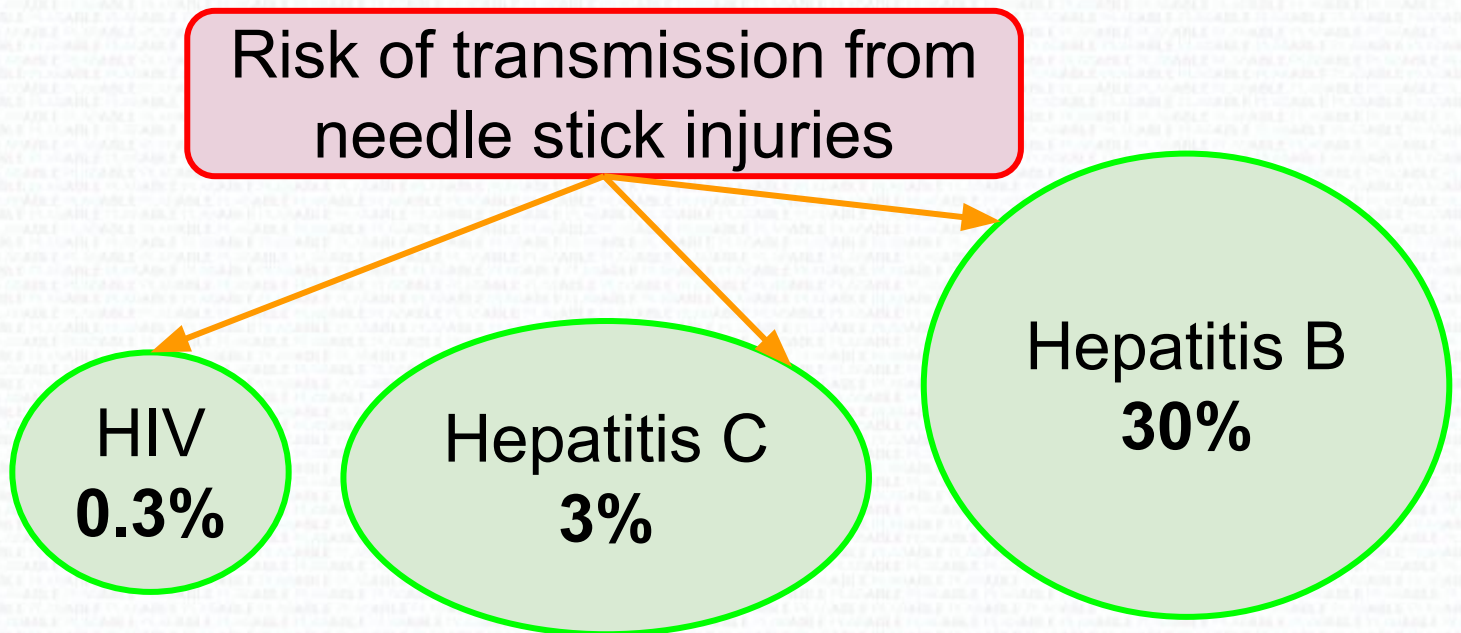 Risk of transmission from
needle stick injuries
HIV
0.3%
Hepatitis C
3%
Hepatitis B
30%